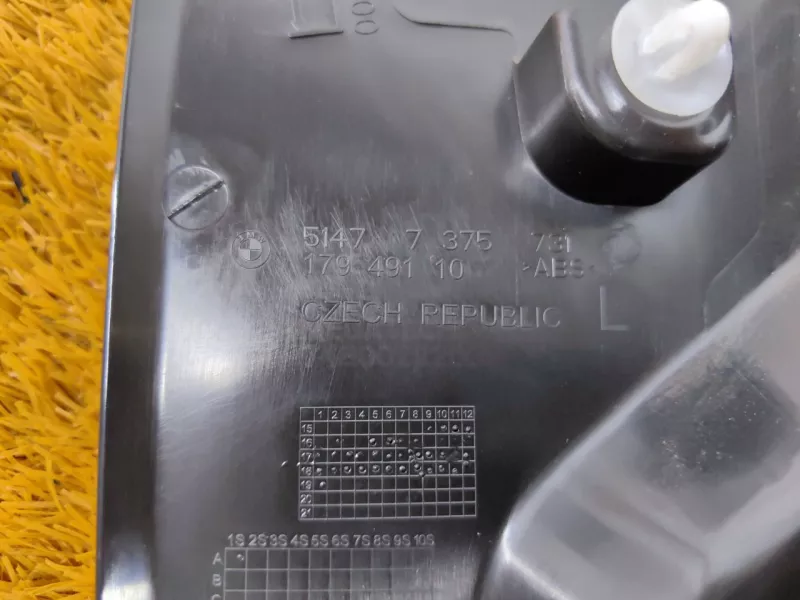 00
5147 7 375 731
179 491 10 >ABS<
CZECH REPUBLIC L
1 2 3 4 5 6 7 8 9 10 11 12
15
16
17
18
19
20
21
1S 2S 3S 4S 5S 6S 7S 8S 9S 10S
A
B
C